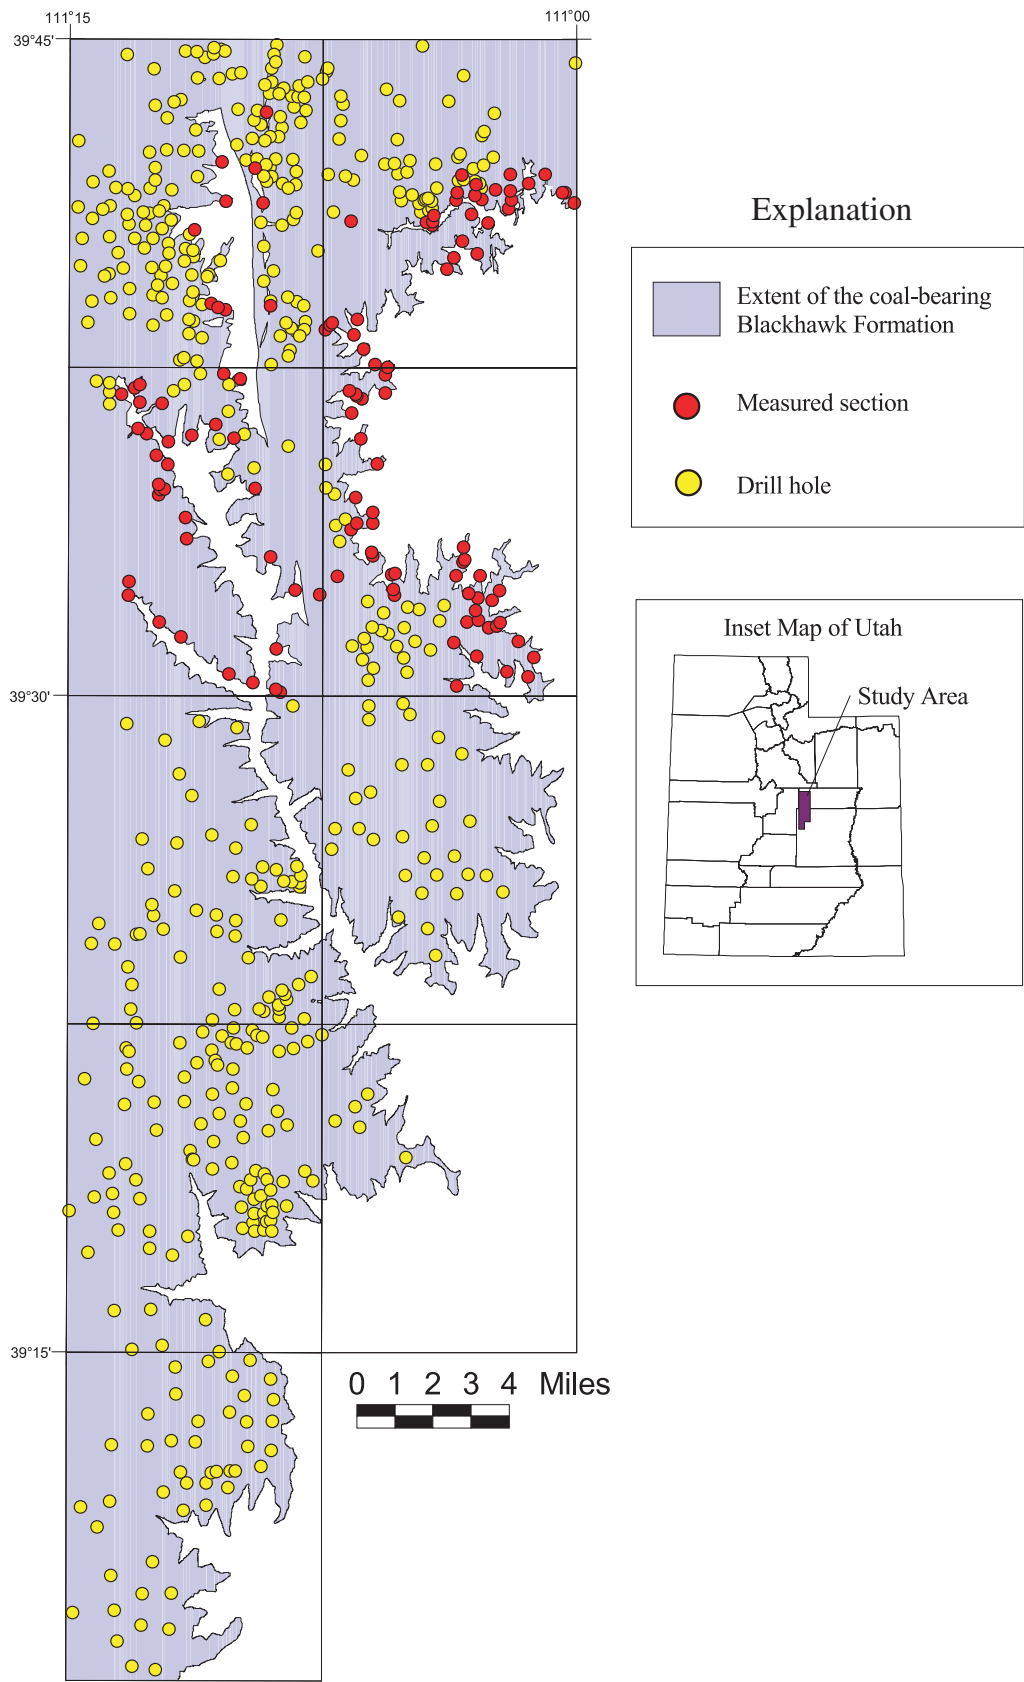 111°15'
111°00
39°45'
Explanation
Extent of the coal-bearing
Blackhawk Formation
Measured section
Drill hole
Inset Map of Utah
Study Area
39°30'
39°15'
0 1 2 3 4 Miles